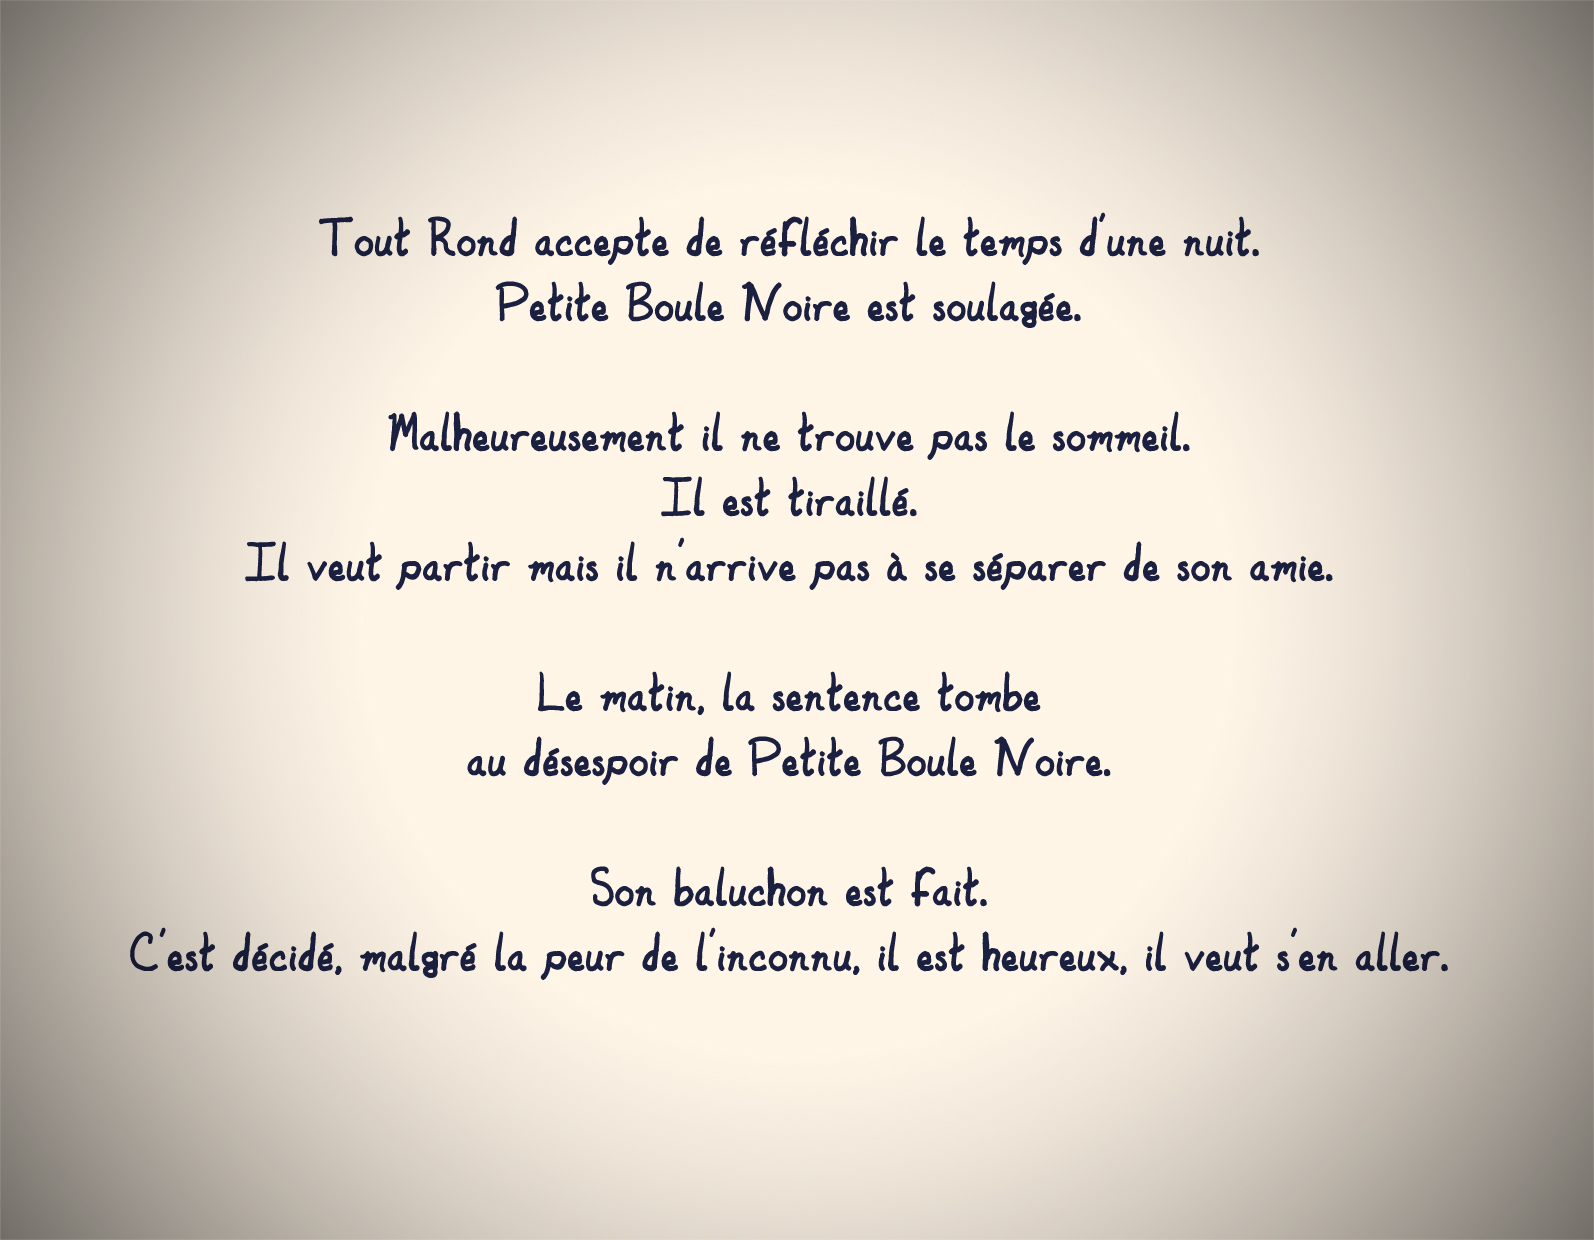 Tout Rond accepte de réfléchir le temps d'une nuit.
Petite Boule Noire est soulagée.
Malheureusement il ne trouve pas le sommeil.
Il est tiraillé.
Il veut partir mais il n'arrive pas à se séparer de son amie.
Le matin, la sentence tombe
au désespoir de Petite Boule Noire.
Son baluchon est fait.
C'est décidé, malgré la peur de l'inconnu, il est heureux, il veut s'en aller.